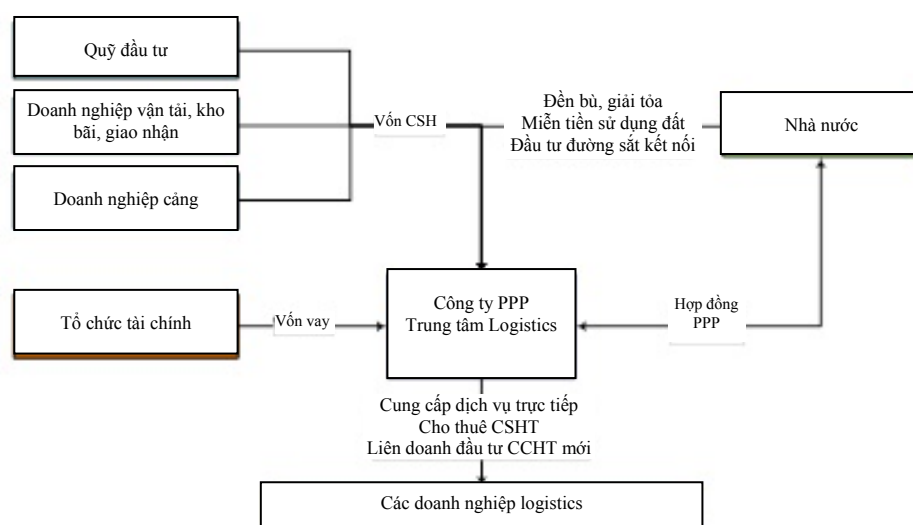 Quỹ đầu tư
Doanh nghiệp vận tải, kho
bãi, giao nhận
Doanh nghiệp cảng
Tổ chức tài chính
Vốn CSH
Đền bù, giải tỏa
Miễn tiền sử dụng đất
Đầu tư đường sắt kết nối
Nhà nước
Vốn vay
Công ty PPP
Trung tâm Logistics
Hợp đồng
PPP
Cung cấp dịch vụ trực tiếp
Cho thuê CSHT
Liên doanh đầu tư CCHT mới
Các doanh nghiệp logistics